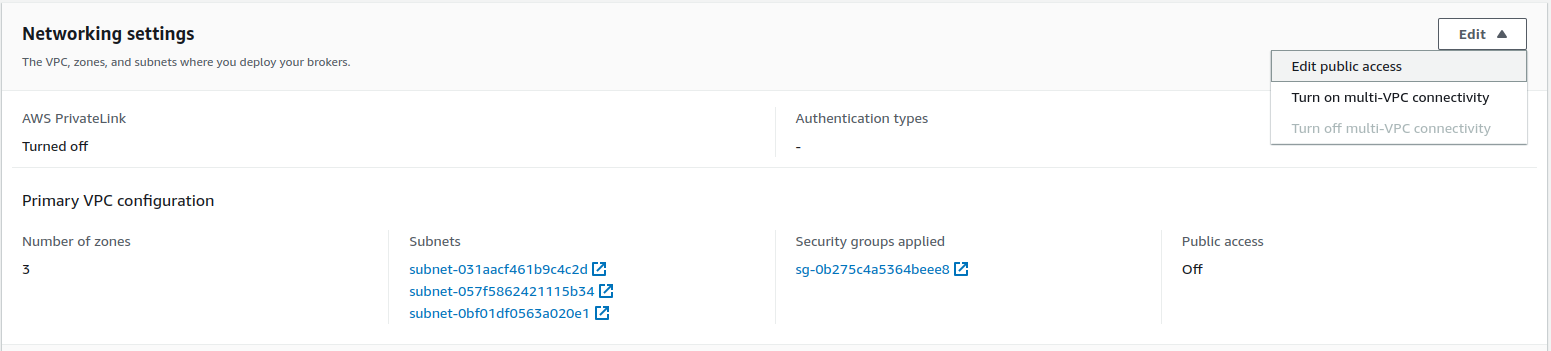 Networking settings
Edit
The VPC, zones, and subnets where you deploy your brokers.
Edit public access
Turn on multi-VPC connectivity
Turn off multi-VPC connectivity
AWS PrivateLink
Turned off
Authentication types
-
Primary VPC configuration
Number of zones
3
Subnets
subnet-031aacf461b9c4c2d
subnet-057f5862421115b34
subnet-0bf01df0563a020e1
Security groups applied
sg-0b275c4a5364beee8
Public access
Off